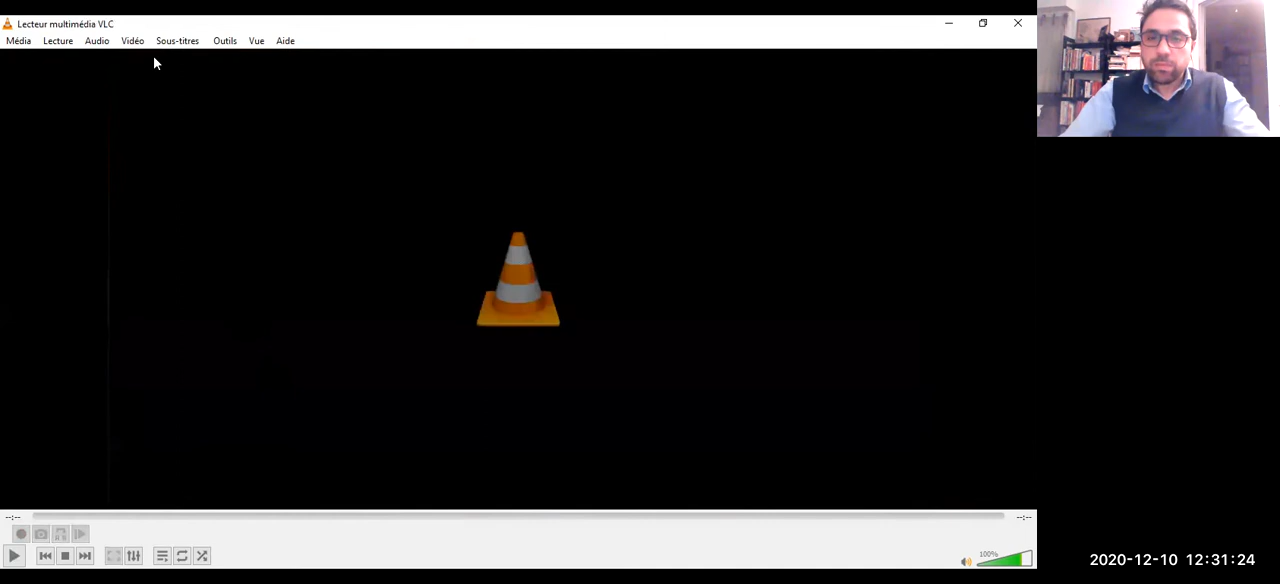 Lecteur multimédia VLC
Média Lecture Audio Vidéo Sous-titres Outils Vue Aide
--:-- --:--
100%
2020-12-10 12:31:24